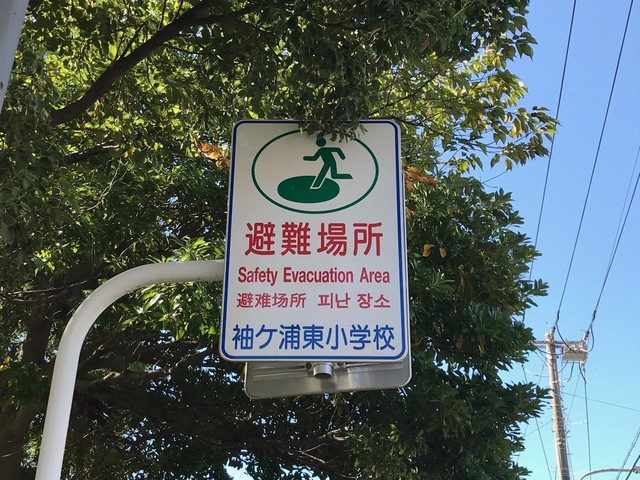 避難場所
Safety Evacuation Area
避难场所 피난 장소
袖ケ浦東小学校